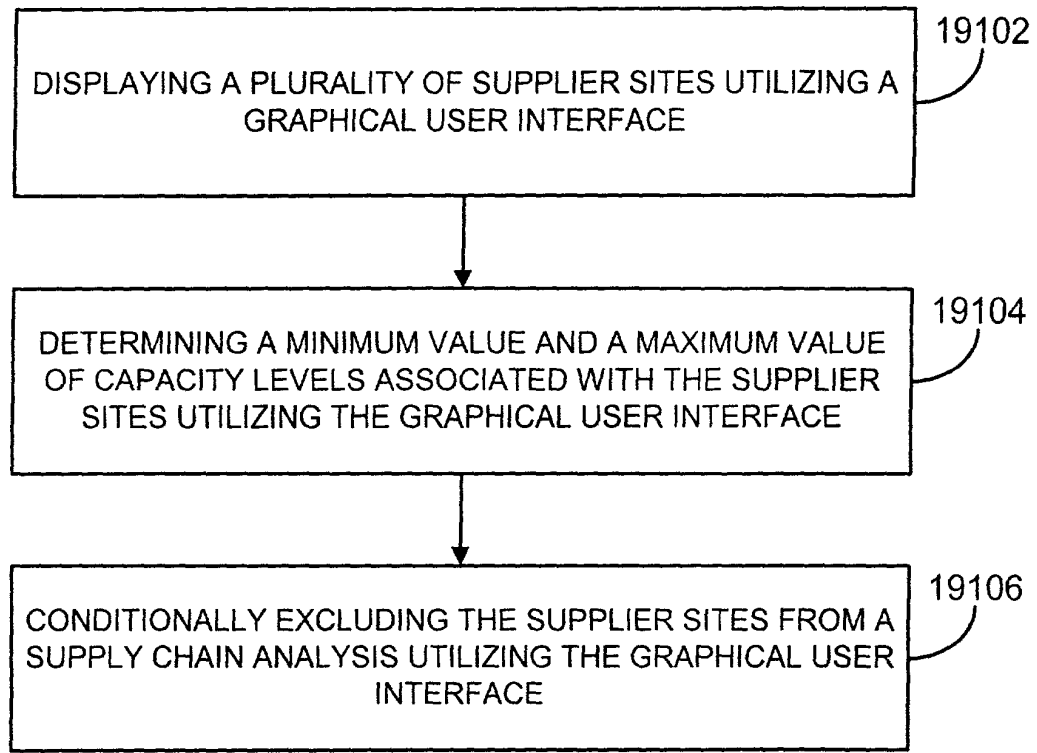 19102
DISPLAYING A PLURALITY OF SUPPLIER SITES UTILIZING A
GRAPHICAL USER INTERFACE
19104
DETERMINING A MINIMUM VALUE AND A MAXIMUM VALUE
OF CAPACITY LEVELS ASSOCIATED WITH THE SUPPLIER
SITES UTILIZING THE GRAPHICAL USER INTERFACE
19106
CONDITIONALLY EXCLUDING THE SUPPLIER SITES FROM A
SUPPLY CHAIN ANALYSIS UTILIZING THE GRAPHICAL USER
INTERFACE